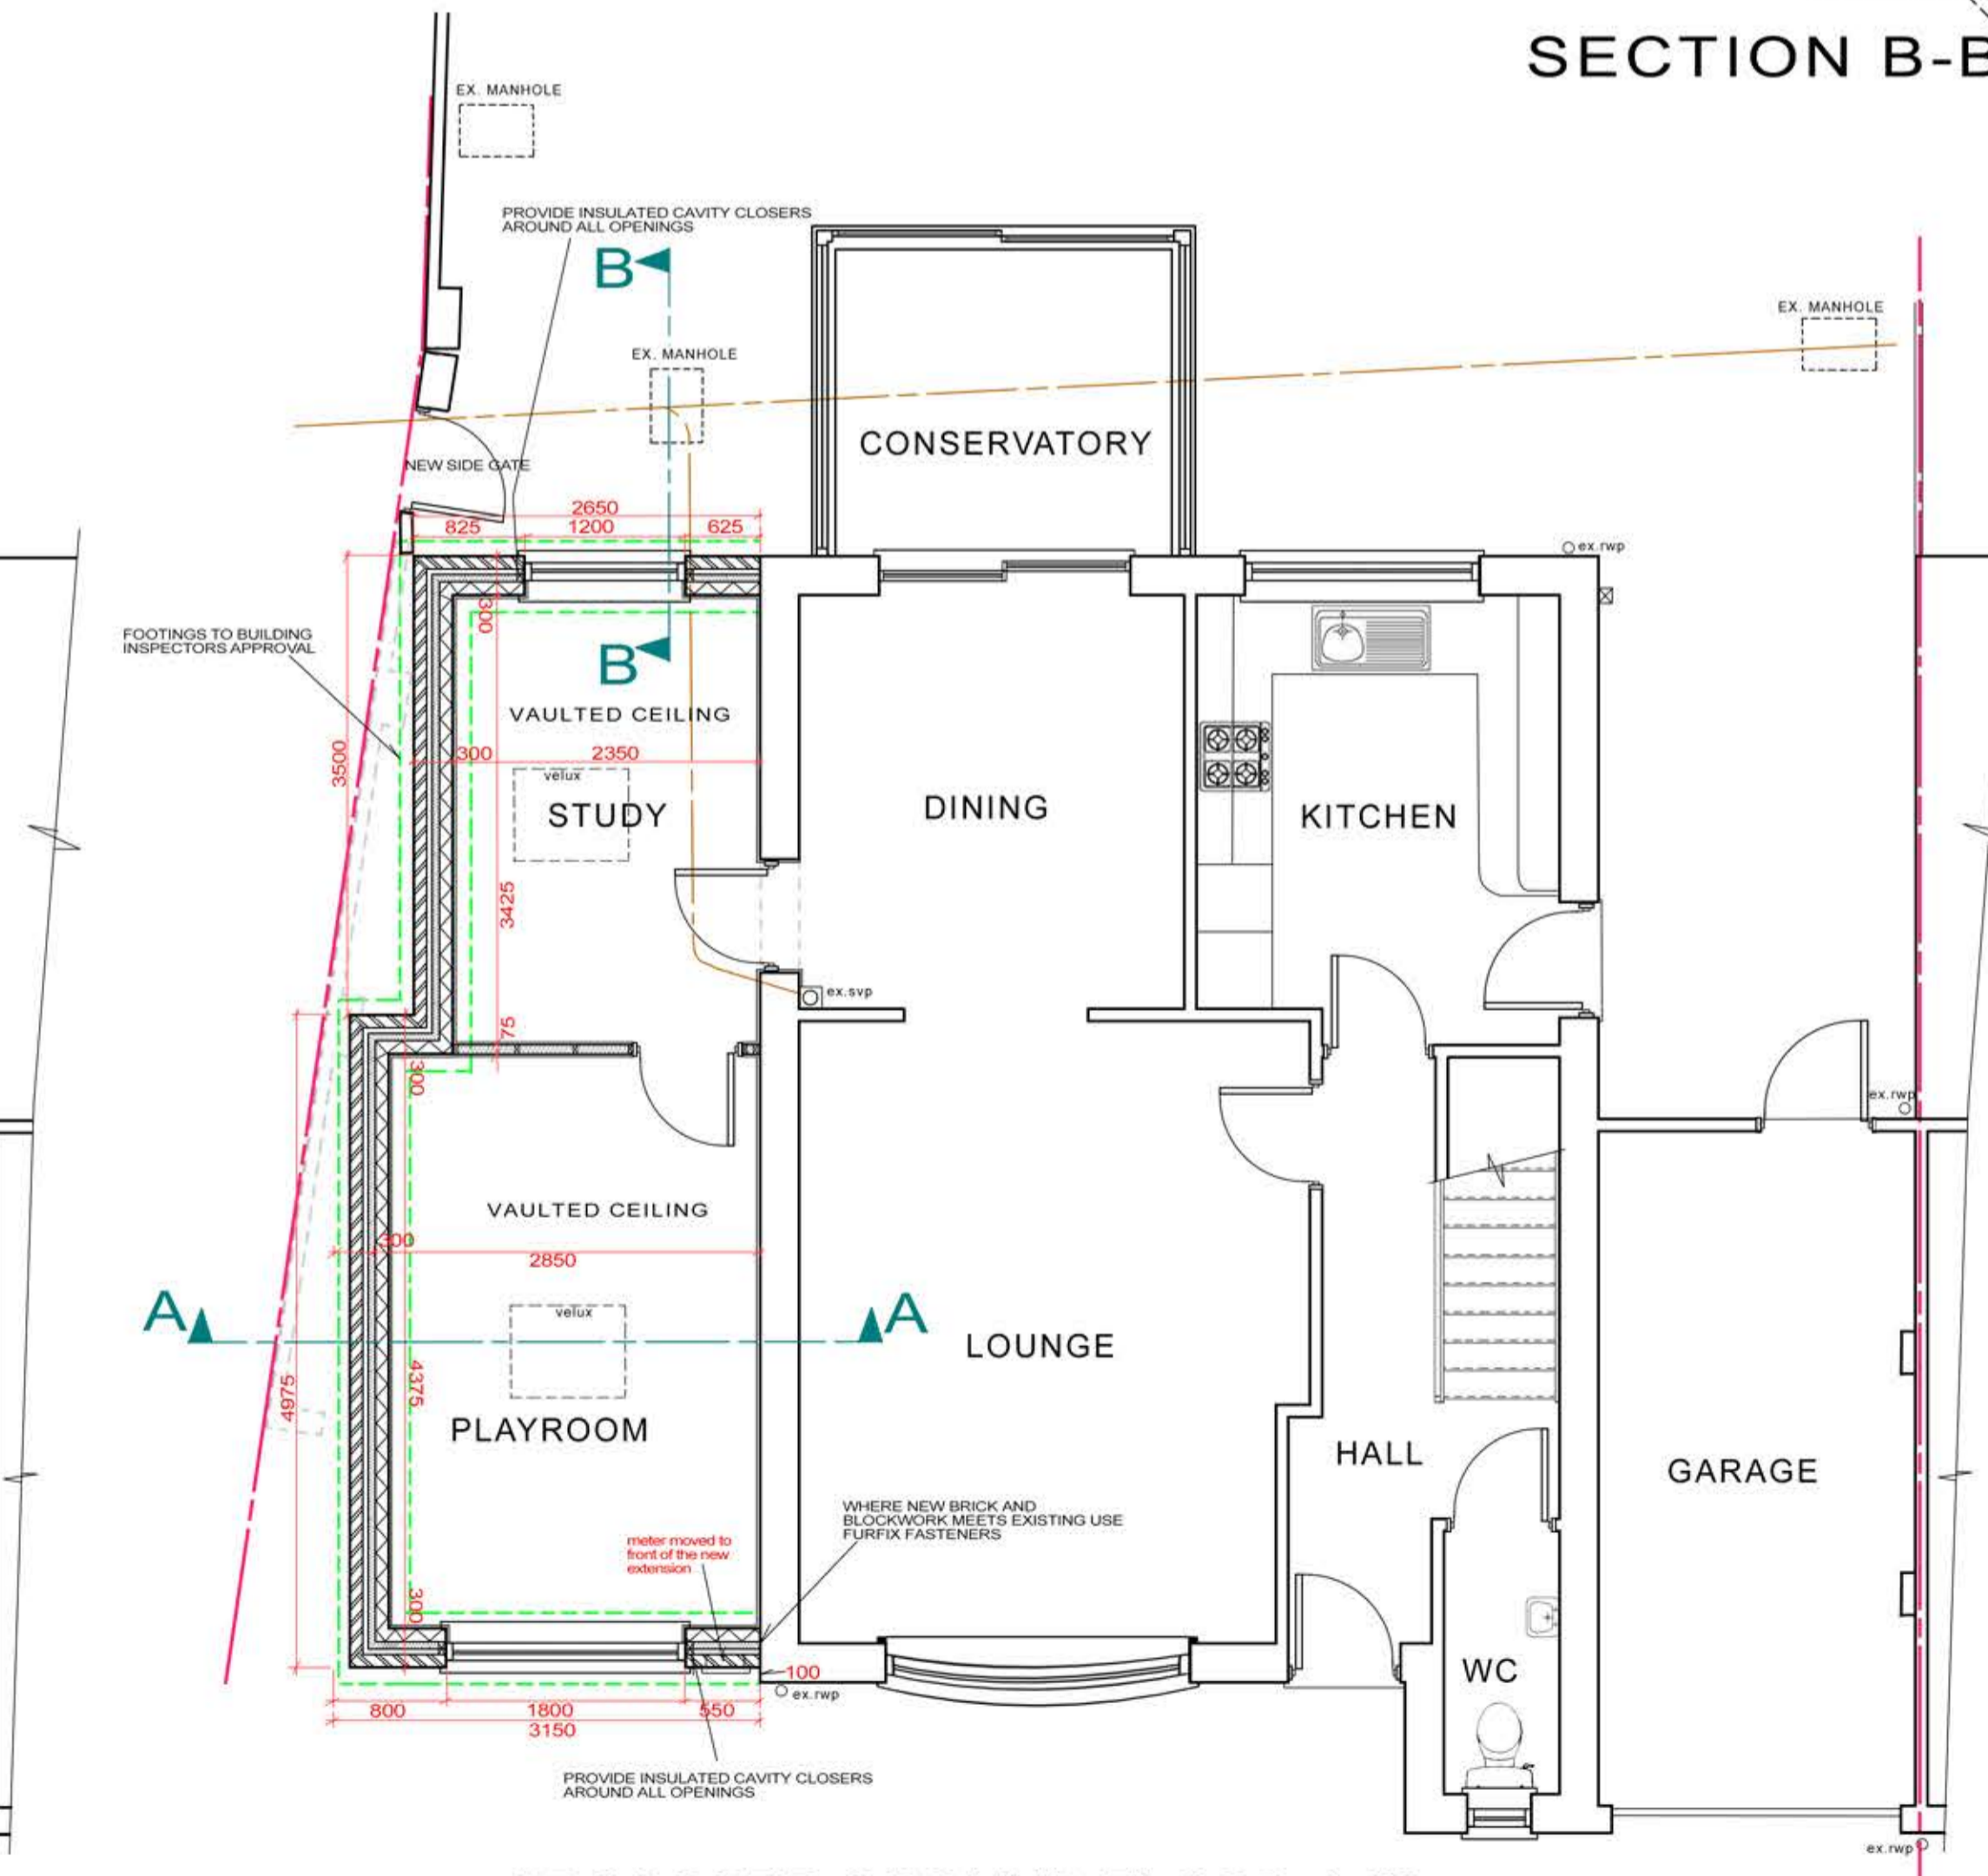 SECTION B-B
EX. MANHOLE
PROVIDE INSULATED CAVITY CLOSERS
AROUND ALL OPENINGS
B
EX. MANHOLE
EX. MANHOLE
CONSERVATORY
NEW SIDE GATE
2650
825
1200
625
ex.rwp
300
FOOTINGS TO BUILDING
INSPECTORS APPROVAL
B
VAULTED CEILING
3500
300
2350
velux
STUDY
DINING
KITCHEN
3425
ex.svp
75
300
ex.rwp
VAULTED CEILING
300
2850
A
velux
A
LOUNGE
4975
4375
PLAYROOM
HALL
GARAGE
WHERE NEW BRICK AND
BLOCKWORK MEETS EXISTING USE
FURFIX FASTENERS
meter moved to
front of the new
extension
300
100
WC
ex.rwp
800
1800
550
3150
PROVIDE INSULATED CAVITY CLOSERS
AROUND ALL OPENINGS
ex.rwp